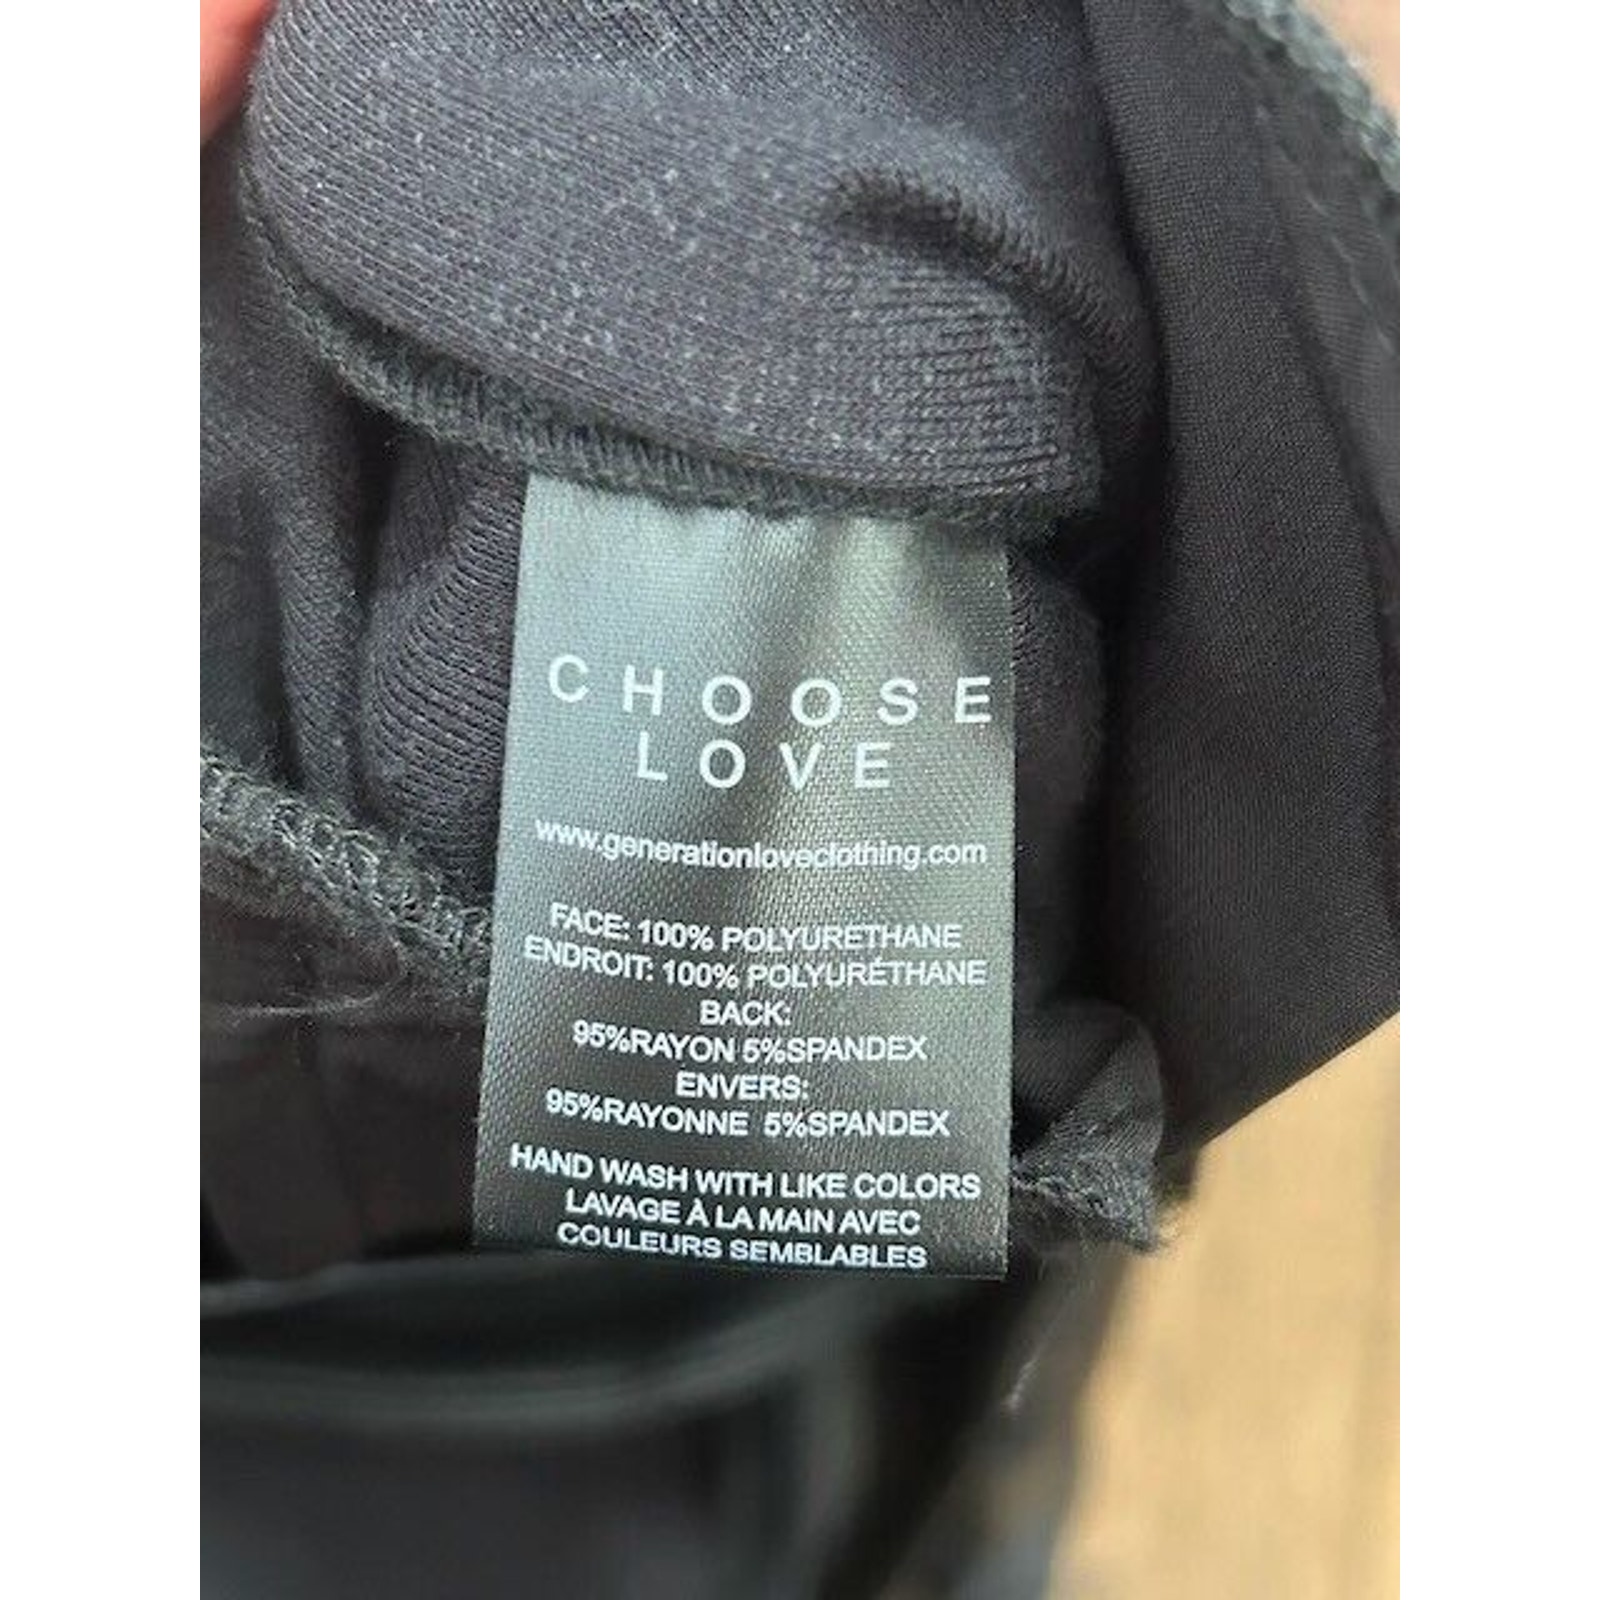 CHOOSE
LOVE
www.generationloveclothing.com
FACE: 100% POLYURETHANE
ENDROIT: 100% POLYURÉTHANE
BACK:
95%RAYON 5%SPANDEX
ENVERS:
95%RAYONNE 5%SPANDEX
HAND WASH WITH LIKE COLORS
LAVAGE À LA MAIN AVEC
COULEURS SEMBLABLES